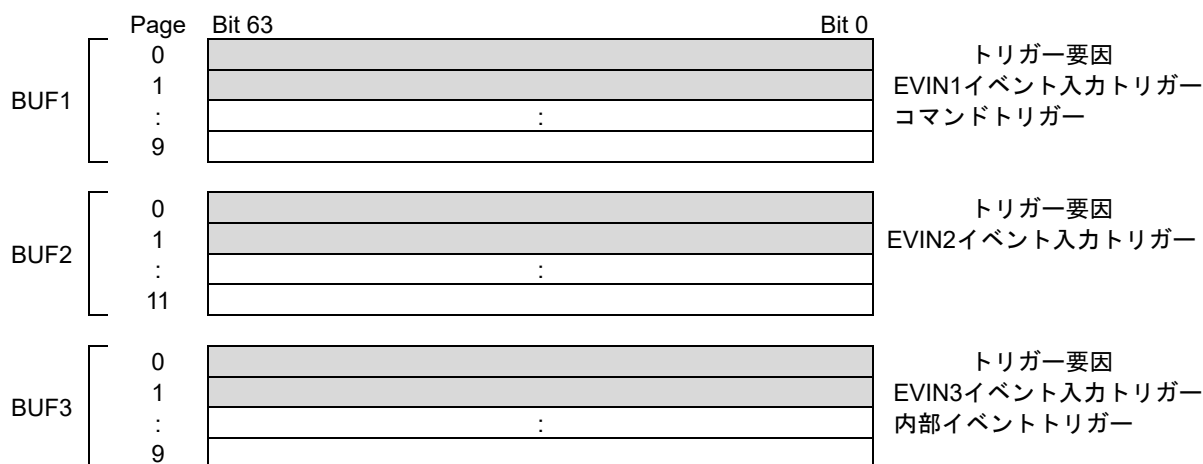 Page Bit 63 Bit 0
0 トリガー要因
BUF1 1 EVIN1イベント入力トリガー
: : コマンドトリガー
9
0 トリガー要因
BUF2 1 EVIN2イベント入力トリガー
: :
11
0 トリガー要因
BUF3 1 EVIN3イベント入力トリガー
: : 内部イベントトリガー
9